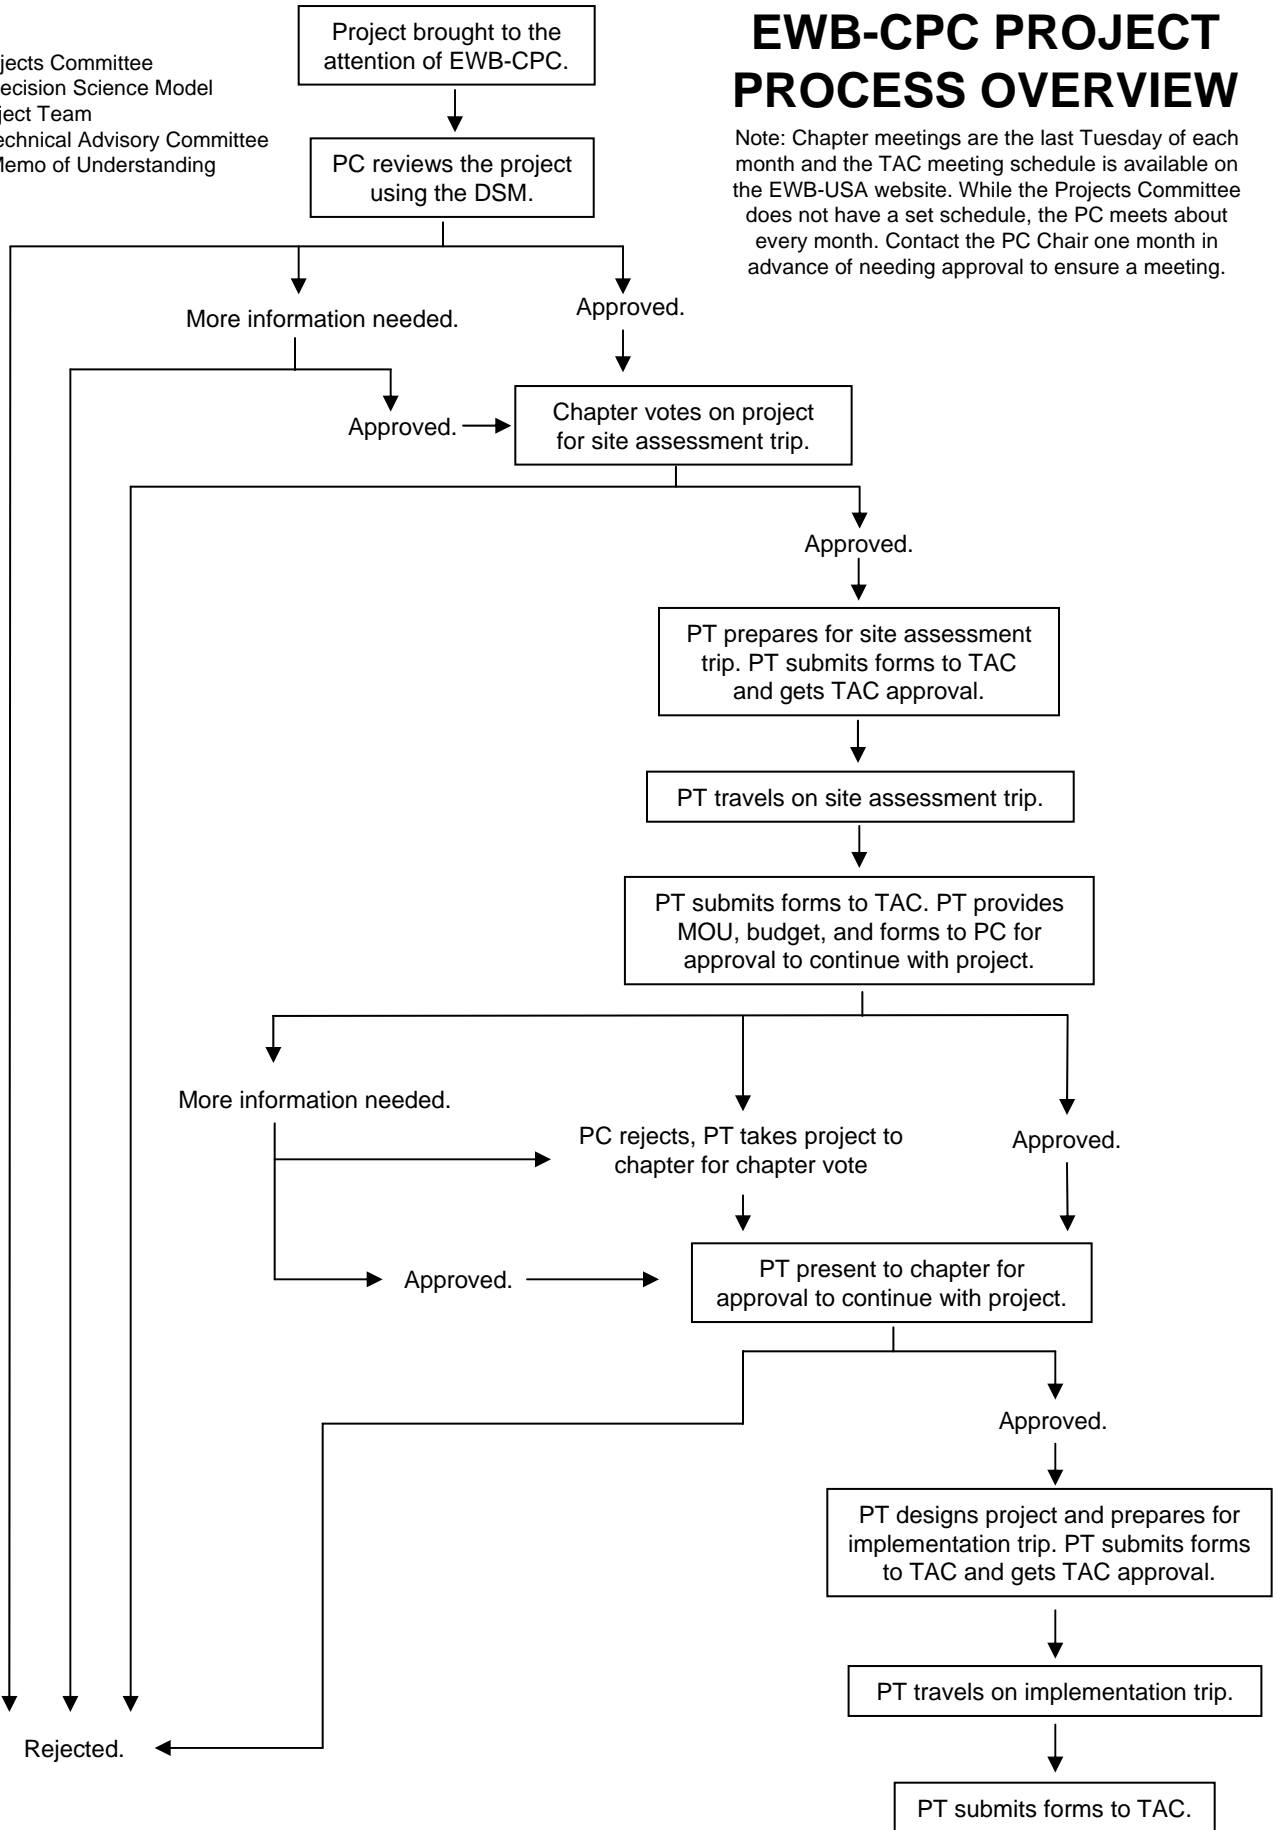 EWB-CPC PROJECT
PROCESS OVERVIEW
Note: Chapter meetings are the last Tuesday of each
month and the TAC meeting schedule is available on
the EWB-USA website. While the Projects Committee
does not have a set schedule, the PC meets about
every month. Contact the PC Chair one month in
advance of needing approval to ensure a meeting.
Committee
Science Model
Team
Advisory Committee
of Understanding
Project brought to the
attention of EWB-CPC.
PC reviews the project
using the DSM.
More information needed.
Approved.
Approved.
Chapter votes on project
for site assessment trip.
Approved.
PT prepares for site assessment
trip. PT submits forms to TAC
and gets TAC approval.
PT travels on site assessment trip.
PT submits forms to TAC. PT provides
MOU, budget, and forms to PC for
approval to continue with project.
More information needed.
PC rejects, PT takes project to
chapter for chapter vote
Approved.
Approved.
PT present to chapter for
approval to continue with project.
Approved.
PT designs project and prepares for
implementation trip. PT submits forms
to TAC and gets TAC approval.
PT travels on implementation trip.
Rejected.
PT submits forms to TAC.